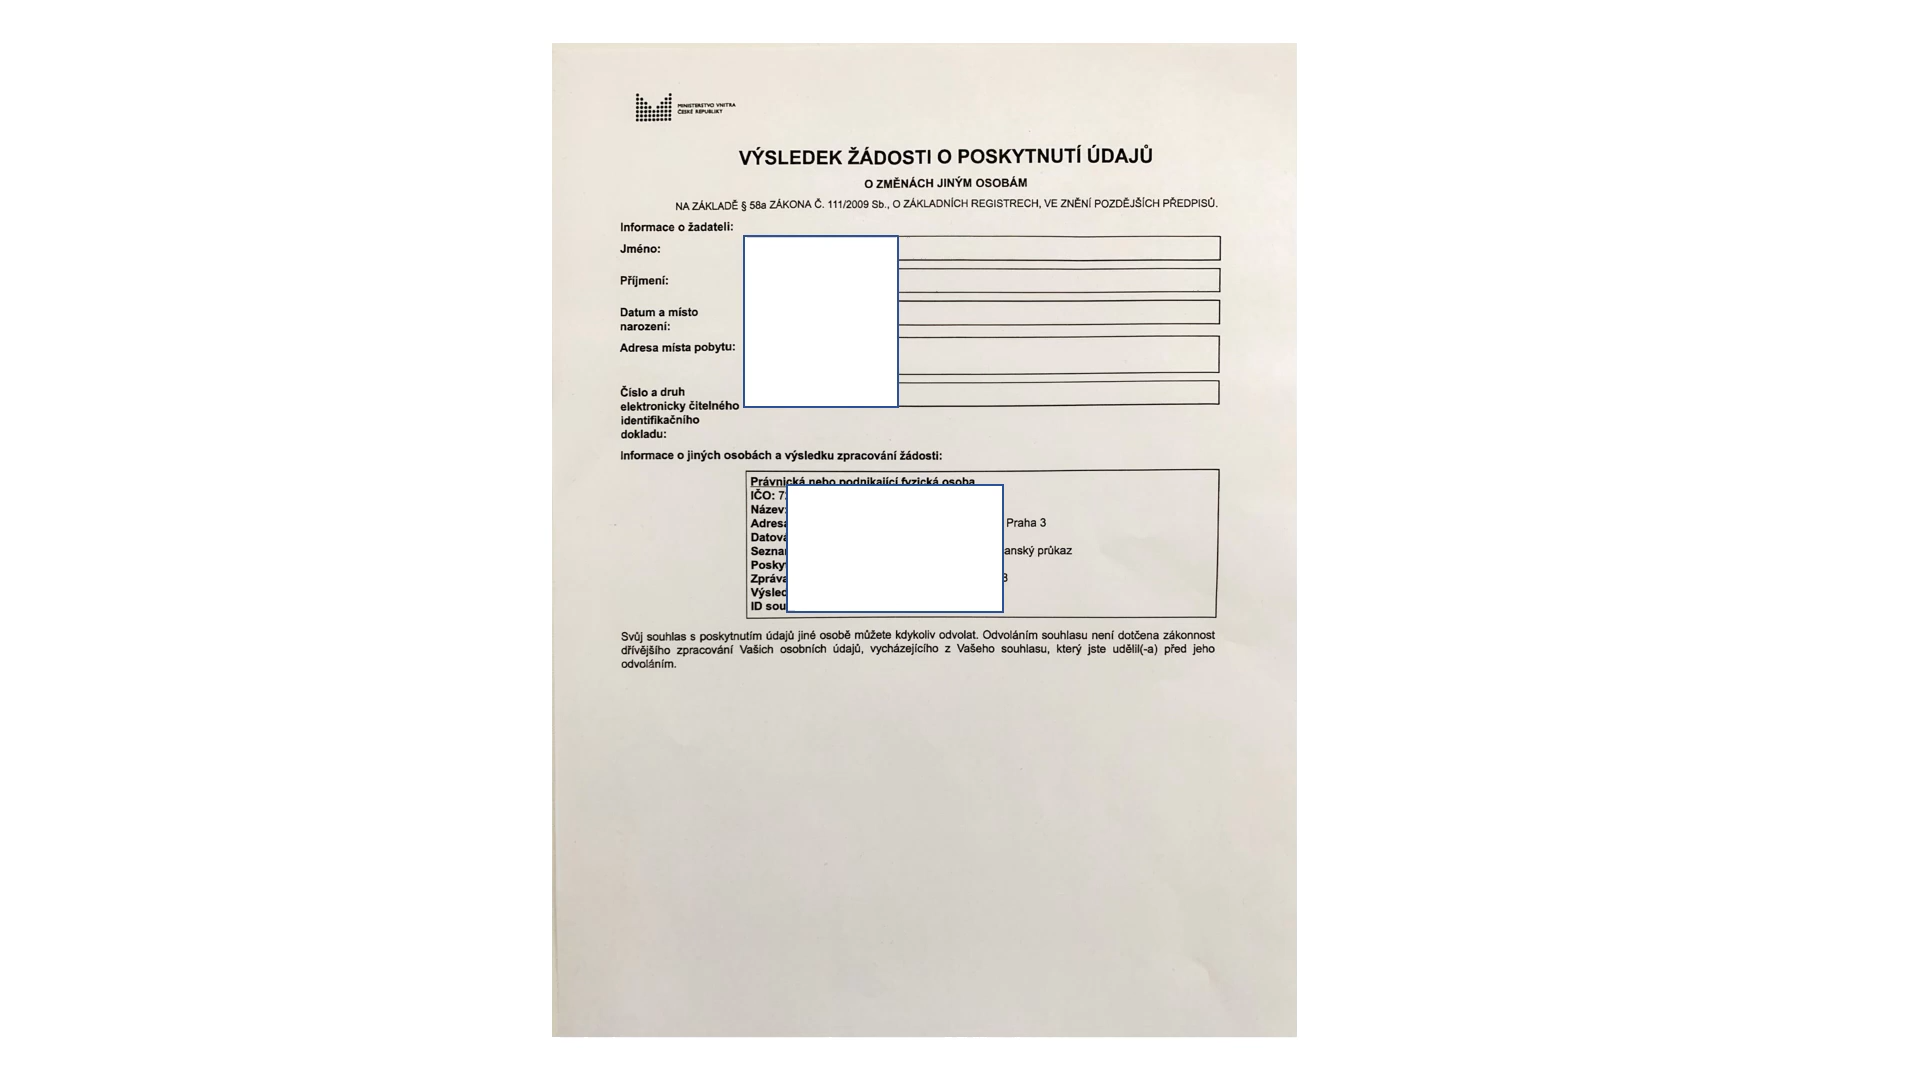 MINISTERSTVO VNITRA
ČESKÉ REPUBLIKY
VÝSLEDEK ŽÁDOSTI O POSKYTNUTÍ ÚDAJŮ
O ZMĚNÁCH JINÝM OSOBÁM
NA ZÁKLADĚ § 58a ZÁKONA Č. 111/2009 Sb., O ZÁKLADNÍCH REGISTRECH, VE ZNĚNÍ POZDĚJŠÍCH PŘEDPISŮ.
Informace o žadateli:
Jméno:
Příjmení:
Datum a místo
narození:
Adresa místa pobytu:
Číslo a druh
elektronicky čitelného
identifikačního
dokladu:
Informace o jiných osobách a výsledku zpracování žádosti:
Právnická nebo podnikající fyzická osoba
IČO: 7
Název:
Adresa Praha 3
Datova
Sezna anský průkaz
Posky
Zpráva
Výsled
ID sou
Svůj souhlas s poskytnutím údajů jiné osobě můžete kdykoliv odvolat. Odvoláním souhlasu není dotčena zákonnost
dřívějšího zpracování Vašich osobních údajů, vycházejícího z Vašeho souhlasu, který jste udělil(-a) před jeho
odvoláním.